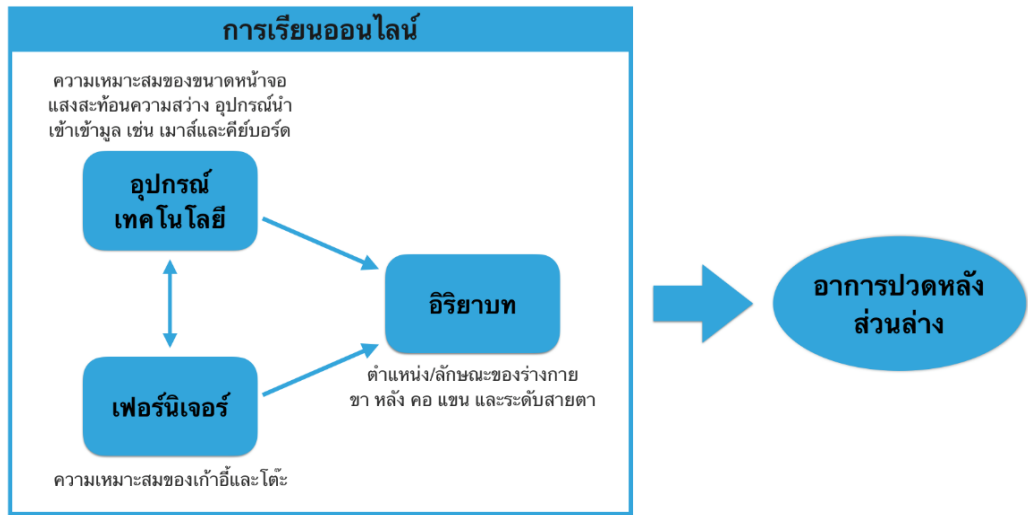 การเรียนออนไลน์
ความเหมาะสมของขนาดหน้าจอ
แสงสะท้อนความสว่าง อุปกรณ์นำ
เข้าเข้ามูล เช่น เมาส์และคีย์บอร์ด
อุปกรณ์
เทคโนโลยี
อิริยาบท
ตำแหน่ง/ลักษณะของร่างกาย
ขา หลัง คอ แขน และระดับสายตา
เฟอร์นิเจอร์
ความเหมาะสมของเก้าอี้และโต๊ะ
อาการปวดหลัง
ส่วนล่าง